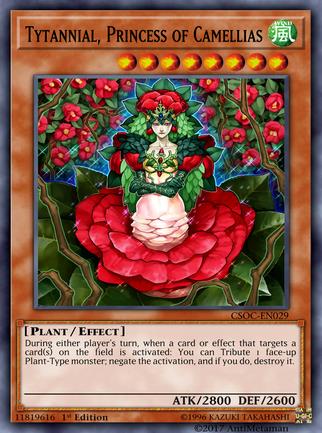 TYTANNIAL, PRINCESS OF CAMELLIAS
WIND
風
CSOC-EN029
[PLANT / EFFECT]
During either player's turn, when a card or effect that targets a
card(s) on the field is activated: You can Tribute 1 face-up
Plant-Type monster; negate the activation, and if you do, destroy it.
ATK/2800 DEF/2600
11819616 1st Edition ©1996 KAZUKI TAKAHASHI
©2017 AntiMetaman